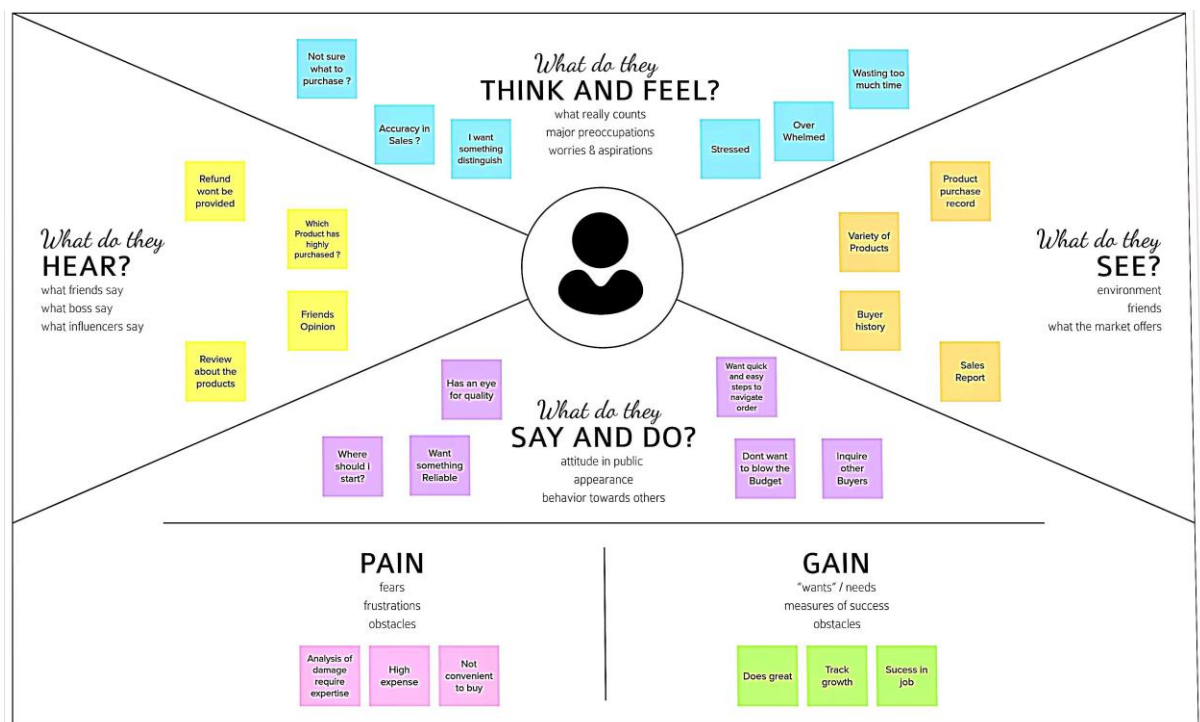 Not sure
what to
purchase ?
Accuracy in
Sales ?
I want
something
distinguish
What do they
THINK AND FEEL?
what really counts
major preoccupations
worries & aspirations
Stressed
Over
Whelmed
Wasting too
much time
What do they
HEAR?
what friends say
what boss say
what influencers say
Refund
wont be
provided
Which
Product has
highly
purchased ?
Friends
Opinion
Review
about the
products
Product
purchase
record
Variety of
Products
Buyer
history
Sales
Report
What do they
SEE?
environment
friends
what the market offers
Has an eye
for quality
Where
should i
start?
Want
something
Reliable
What do they
SAY AND DO?
attitude in public
appearance
behavior towards others
Want quick
and easy
steps to
navigate
order
Dont want
to blow the
Budget
Inquire
other
Buyers
PAIN
fears
frustrations
obstacles
Analysis of
damage
require
expertise
High
expense
Not
convenient
to buy
GAIN
"wants" / needs
measures of success
obstacles
Does great
Track
growth
Sucess in
job